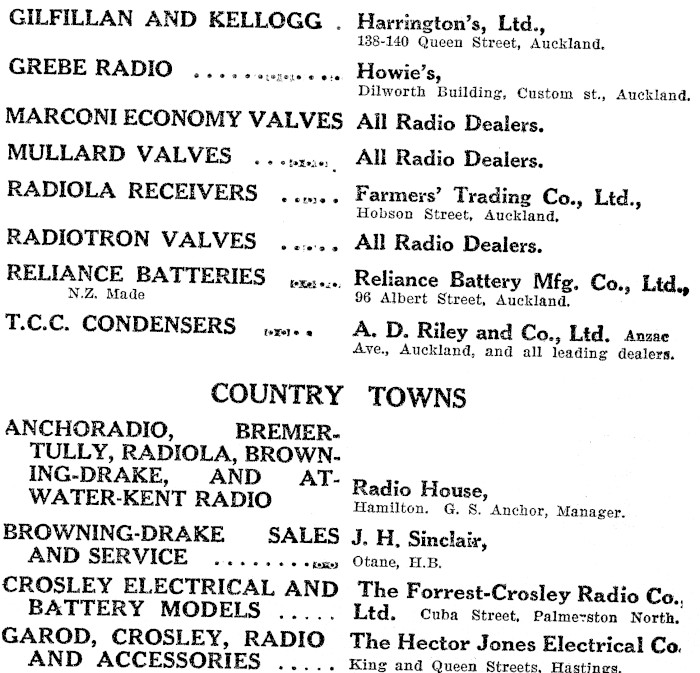 GILFILLAN AND KELLOGG . Harrington's, Ltd.,
138-140 Queen Street, Auckland.
GREBE RADIO .............. Howie's,
Dilworth Building, Custom st., Auckland.
MARCONI ECONOMY VALVES All Radio Dealers.
MULLARD VALVES ........ All Radio Dealers.
RADIOLA RECEIVERS ...... Farmers' Trading Co., Ltd.,
Hobson Street, Auckland.
RADIOTRON VALVES ...... All Radio Dealers.
RELIANCE BATTERIES ...... Reliance Battery Mfg. Co., Ltd.,
N.Z. Made 96 Albert Street, Auckland.
T.C.C. CONDENSERS ...... A. D. Riley and Co., Ltd. Anzac
Ave., Auckland, and all leading dealers.
COUNTRY TOWNS
ANCHORADIO, BREMER-
TULLY, RADIOLA, BROWN-
ING-DRAKE, AND AT-
WATER-KENT RADIO Radio House,
Hamilton. G. S. Anchor, Manager.
BROWNING-DRAKE SALES J. H. Sinclair,
AND SERVICE .......... Otane, H.B.
CROSLEY ELECTRICAL AND The Forrest-Crosley Radio Co.,
BATTERY MODELS ..... Ltd. Cuba Street, Palmerston North.
GAROD, CROSLEY, RADIO The Hector Jones Electrical Co.
AND ACCESSORIES ..... King and Queen Streets, Hastings.